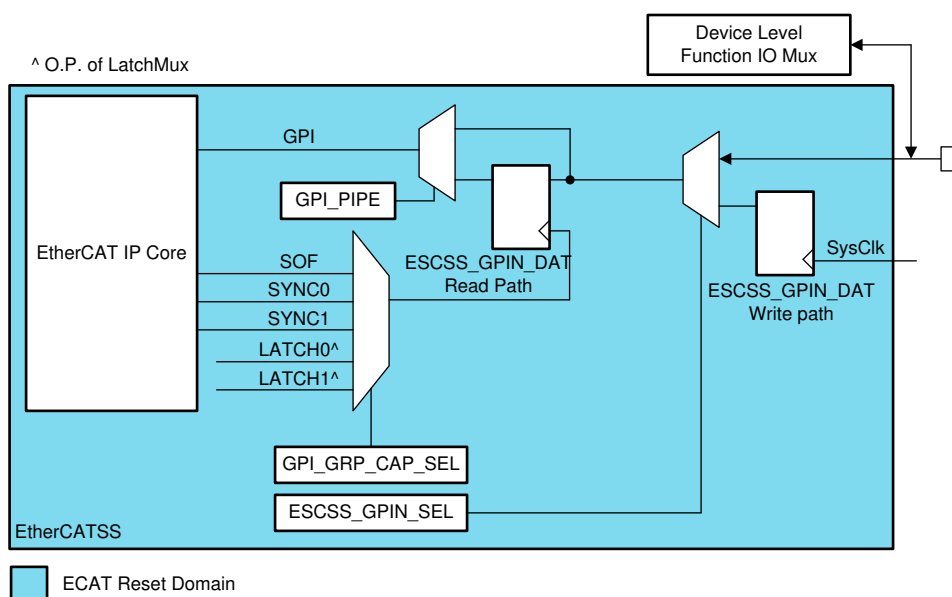 Device Level
Function IO Mux
^ O.P. of LatchMux
GPI
GPI_PIPE
EtherCAT IP Core
ESCSS_GPIN_DAT
Read Path
SysClk
ESCSS_GPIN_DAT
Write path
SOF
SYNC0
SYNC1
LATCH0^
LATCH1^
GPI_GRP_CAP_SEL
ESCSS_GPIN_SEL
EtherCATSS
ECAT Reset Domain